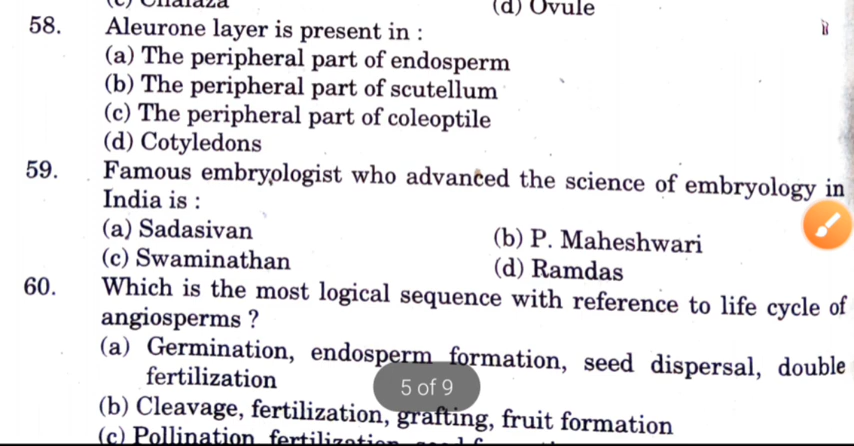 (d) Ovule
58. Aleurone layer is present in :
(a) The peripheral part of endosperm
(b) The peripheral part of scutellum
(c) The peripheral part of coleoptile
(d) Cotyledons
59. Famous embryologist who advanced the science of embryology in
India is :
(a) Sadasivan (b) P. Maheshwari
(c) Swaminathan (d) Ramdas
60. Which is the most logical sequence with reference to life cycle of
angiosperms ?
(a) Germination, endosperm formation, seed dispersal, double
fertilization
5 of 9
(b) Cleavage, fertilization, grafting, fruit formation
(c) Pollination